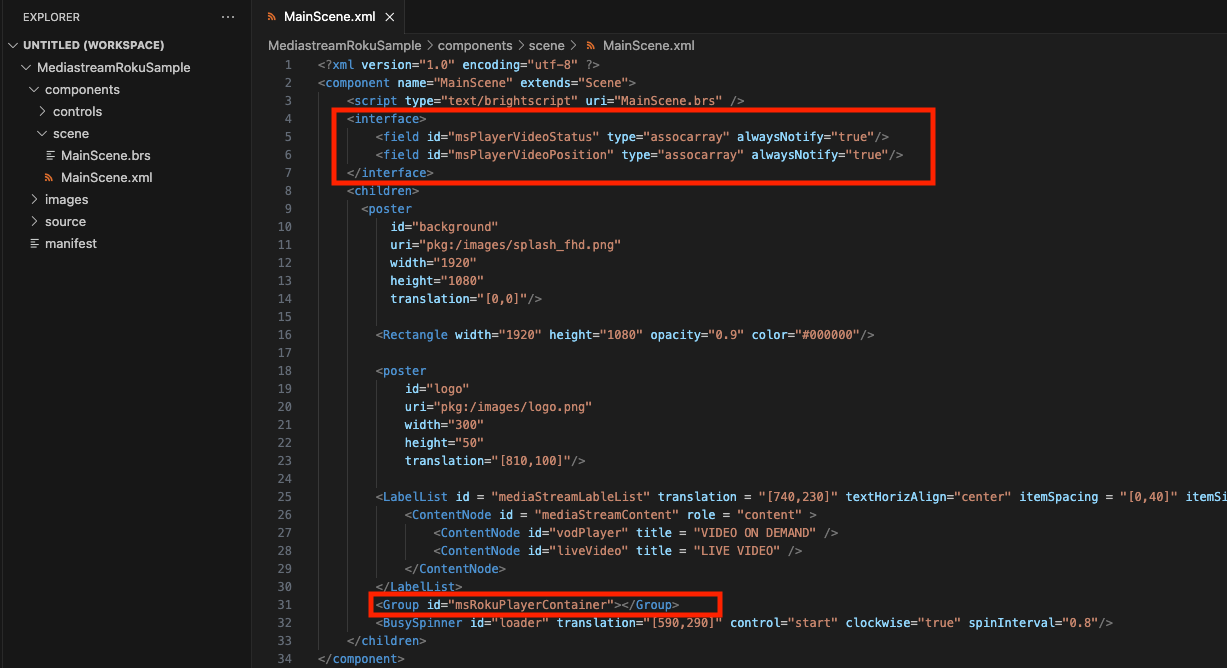 EXPLORER
···
MainScene.xml ×
UNTITLED (WORKSPACE)
MediastreamRokuSample
components
controls
scene
MainScene.brs
MainScene.xml
images
source
manifest
MediastreamRokuSample > components > scene > MainScene.xml
1 <?xml version="1.0" encoding="utf-8" ?>
2 <component name="MainScene" extends="Scene">
3 <script type="text/brightscript" uri="MainScene.brs" />
4 <interface>
5 <field id="msPlayerVideoStatus" type="assocarray" alwaysNotify="true"/>
6 <field id="msPlayerVideoPosition" type="assocarray" alwaysNotify="true"/>
7 </interface>
8 <children>
9 <poster
10 id="background"
11 uri="pkg:/images/splash_fhd.png"
12 width="1920"
13 height="1080"
14 translation="[0,0]"/>
15
16 <Rectangle width="1920" height="1080" opacity="0.9" color="#000000"/>
17
18 <poster
19 id="logo"
20 uri="pkg:/images/logo.png"
21 width="300"
22 height="50"
23 translation="[810,100]"/>
24
25 <LabelList id = "mediaStreamLableList" translation = "[740,230]" textHorizAlign="center" itemSpacing = "[0,40]" itemSi
26 <ContentNode id = "mediaStreamContent" role = "content" >
27 <ContentNode id="vodPlayer" title = "VIDEO ON DEMAND" />
28 <ContentNode id="liveVideo" title = "LIVE VIDEO" />
29 </ContentNode>
30 </LabelList>
31 <Group id="msRokuPlayerContainer"></Group>
32 <BusySpinner id="loader" translation="[590,290]" control="start" clockwise="true" spinInterval="0.8"/>
33 </children>
34 </component>